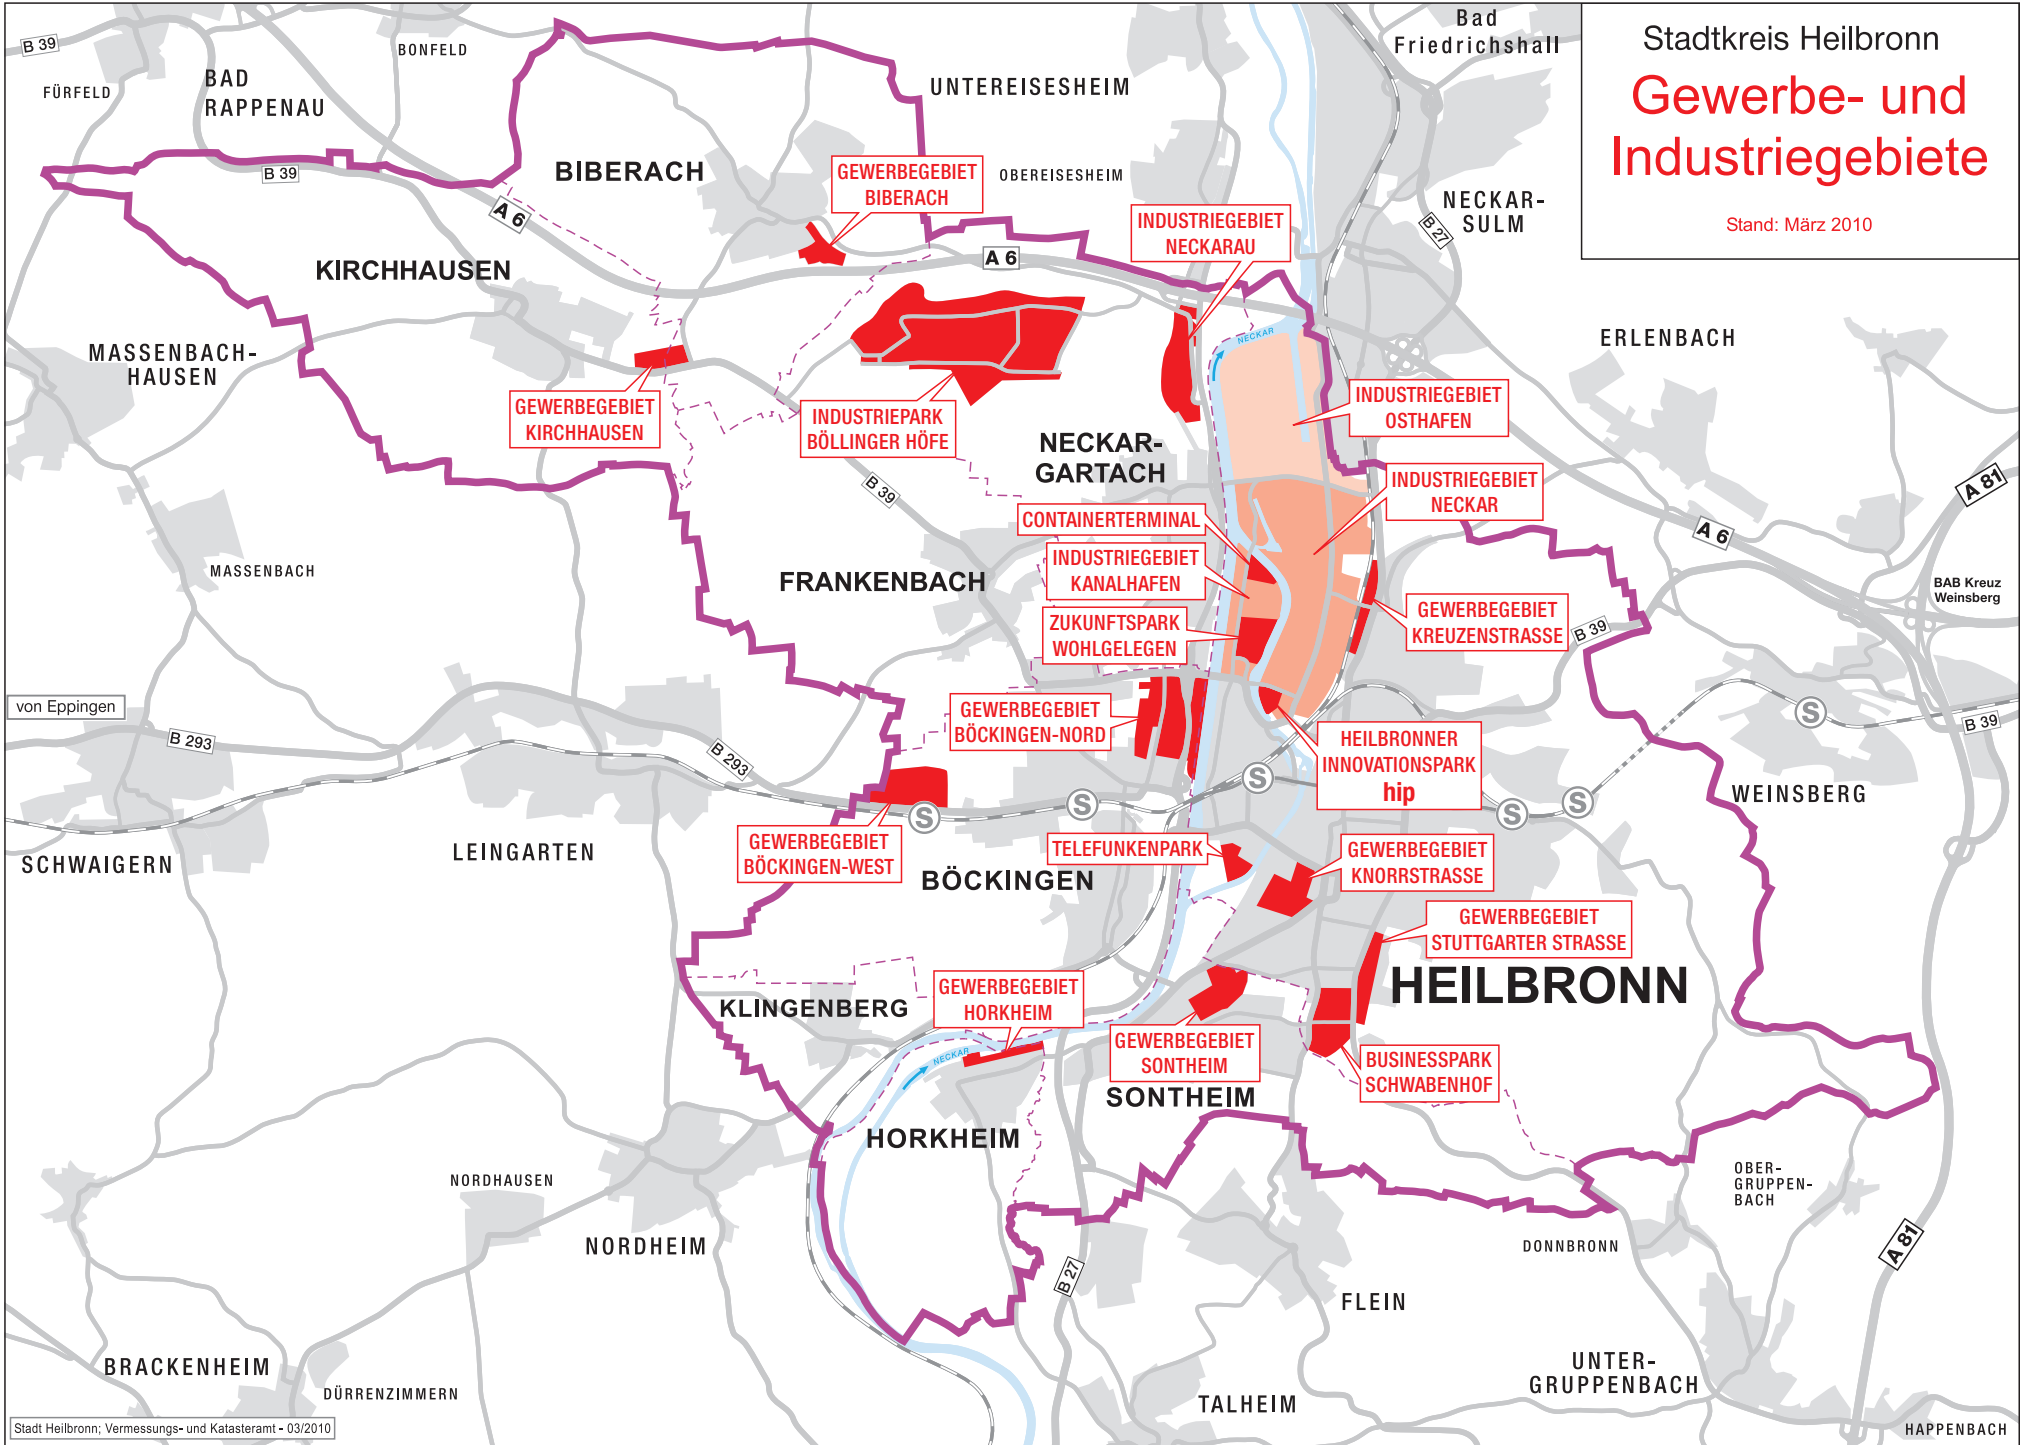 Stadtkreis Heilbronn
Gewerbe- und
Industriegebiete
Stand: März 2010
B 39
BONFELD
FÜRFELD
BAD
RAPPENAU
UNTEREISESHEIM
Bad
Friedrichshall
BIBERACH
GEWERBEGEBIET
BIBERACH
OBEREISESHEIM
B 39
A 6
NECKAR-
SULM
B 27
INDUSTRIEGEBIET
NECKARAU
A 6
KIRCHHAUSEN
MASSENBACH-
HAUSEN
NECKAR
ERLENBACH
GEWERBEGEBIET
KIRCHHAUSEN
INDUSTRIEPARK
BÖLLINGER HÖFE
INDUSTRIEGEBIET
OSTHAFEN
NECKAR-
GARTACH
B 39
INDUSTRIEGEBIET
NECKAR
A 81
CONTAINERTERMINAL
A 6
MASSENBACH
FRANKENBACH
INDUSTRIEGEBIET
KANALHAFEN
BAB Kreuz
Weinsberg
GEWERBEGEBIET
KREUZENSTRASSE
B 39
ZUKUNFTSPARK
WOHLGELEGEN
von Eppingen
B 293
GEWERBEGEBIET
BÖCKINGEN-NORD
S
B 39
B 293
HEILBRONNER
INNOVATIONSPARK
hip
S
S
S
S
S
WEINSBERG
SCHWAIGERN
LEINGARTEN
GEWERBEGEBIET
BÖCKINGEN-WEST
TELEFUNKENPARK
GEWERBEGEBIET
KNORRSTRASSE
BÖCKINGEN
GEWERBEGEBIET
STUTTGARTER STRASSE
HEILBRONN
KLINGENBERG
GEWERBEGEBIET
HORKHEIM
NECKAR
GEWERBEGEBIET
SONTHEIM
BUSINESSPARK
SCHWABENHOF
SONTHEIM
HORKHEIM
NORDHAUSEN
OBER-
GRUPPEN-
BACH
NORDHEIM
DONNBRONN
A 81
B 27
FLEIN
BRACKENHEIM
DÜRRENZIMMERN
UNTER-
GRUPPENBACH
TALHEIM
HAPPENBACH
Stadt Heilbronn; Vermessungs- und Katasteramt - 03/2010